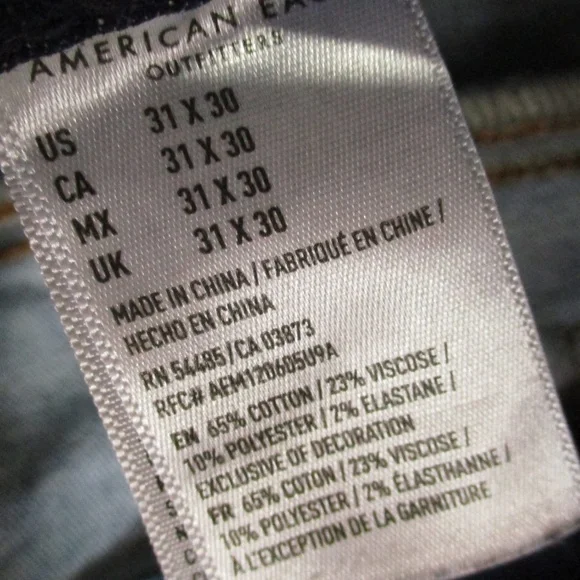 AMERICAN EA
OUTFITTERS
US 31 X 30
CA 31 X 30
MX 31 X 30
UK 31 X 30
MADE IN CHINA / FABRIQUÉ EN CHINE /
HECHO EN CHINA
RN 54485/CA 03873
RFC# AEM120605U9A
EN 65% COTTON / 23% VISCOSE /
10% POLYESTER / 2% ELASTANE /
EXCLUSIVE OF DECORATION
FR 65% COTON / 23% VISCOSE /
10% POLYESTER / 2% ÉLASTHANNE /
À L'EXCEPTION DE LA GARNITURE